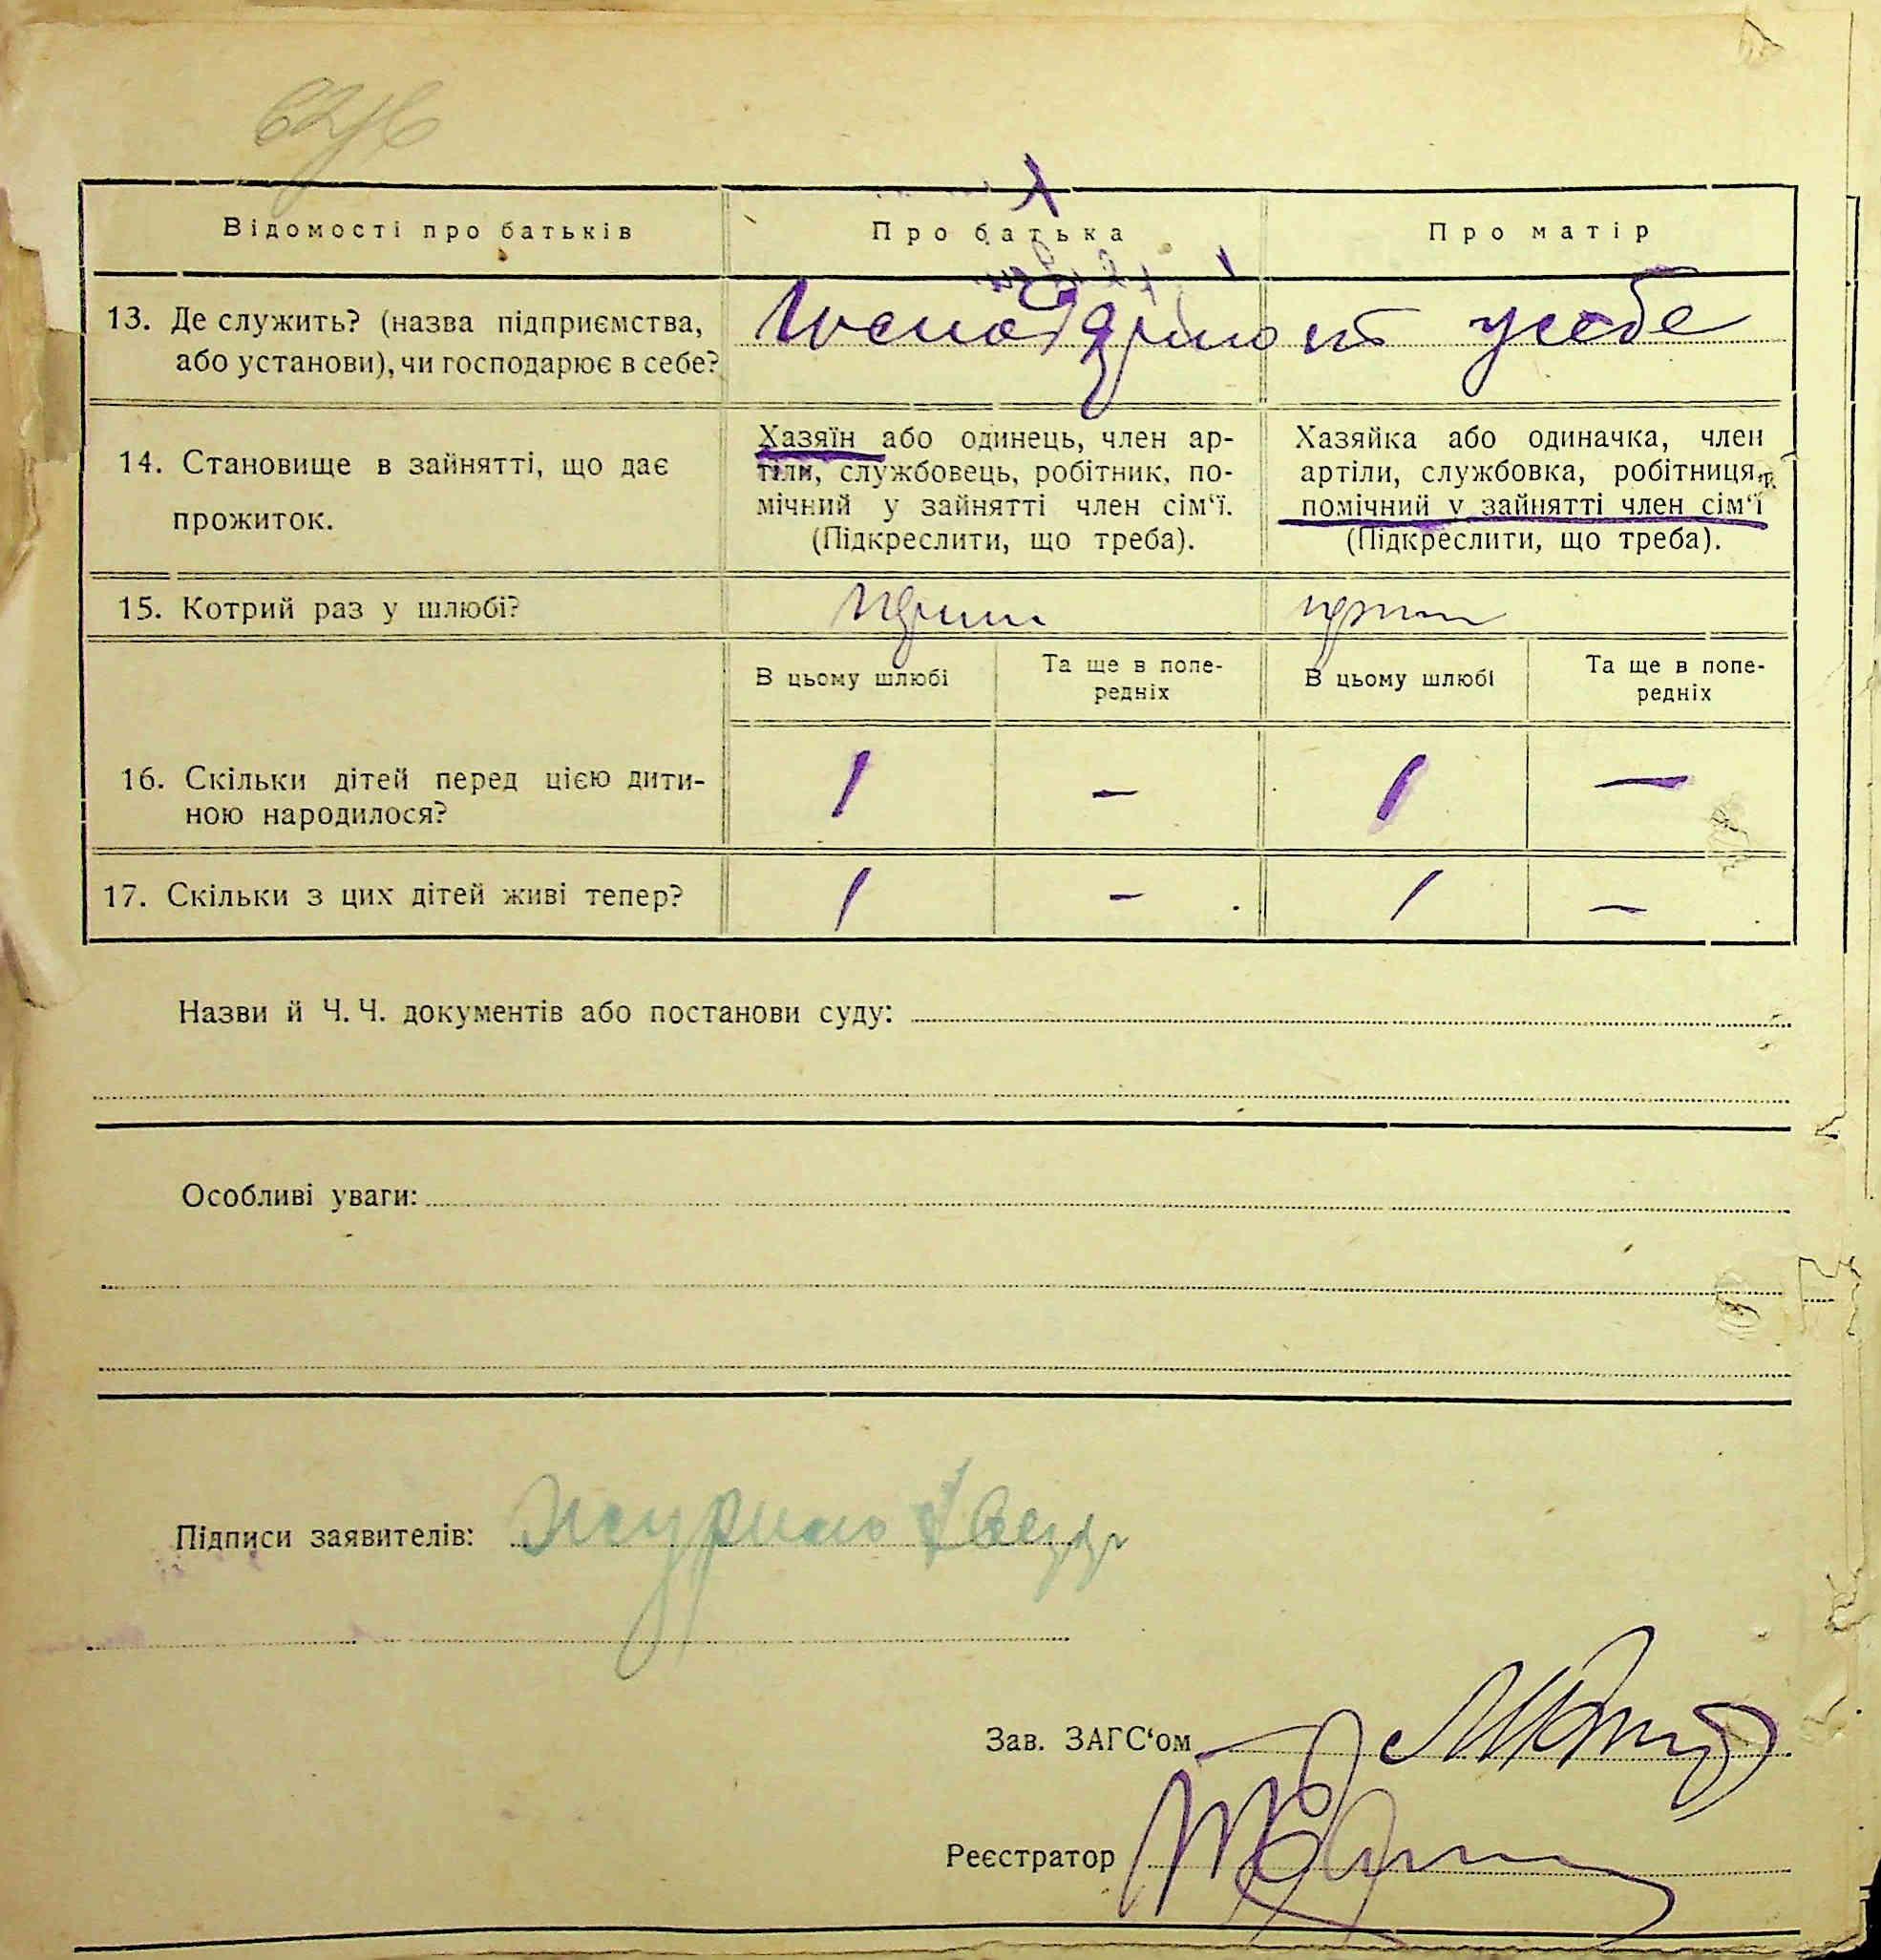 Відомості про батьків
Про батька
Про матір
13. Де служить? (назва підприємства,
або установи), чи господарює в себе?
у себе
14. Становище в зайнятті, що дає
прожиток.
Хазяїн або одинець, член ар-
тіли, службовець, робітник, по-
мічний у зайнятті член сім‘ї.
(Підкреслити, що треба).
Хазяйка або одиначка, член
артіли, службовка, робітниця,
помічний у зайнятті член сім‘ї
(Підкреслити, що треба).
15. Котрий раз у шлюбі?
В цьому шлюбі
Та ще в попе-
редніх
В цьому шлюбі
Та ще в попе-
редніх
16. Скільки дітей перед цією дити-
ною народилося?
1 – 1 –
17. Скільки з цих дітей живі тепер?
1 – 1 –
Назви й Ч. Ч. документів або постанови суду:
Особливі уваги:
Підписи заявителів:
Зав. ЗАГС‘ом
Реєстратор